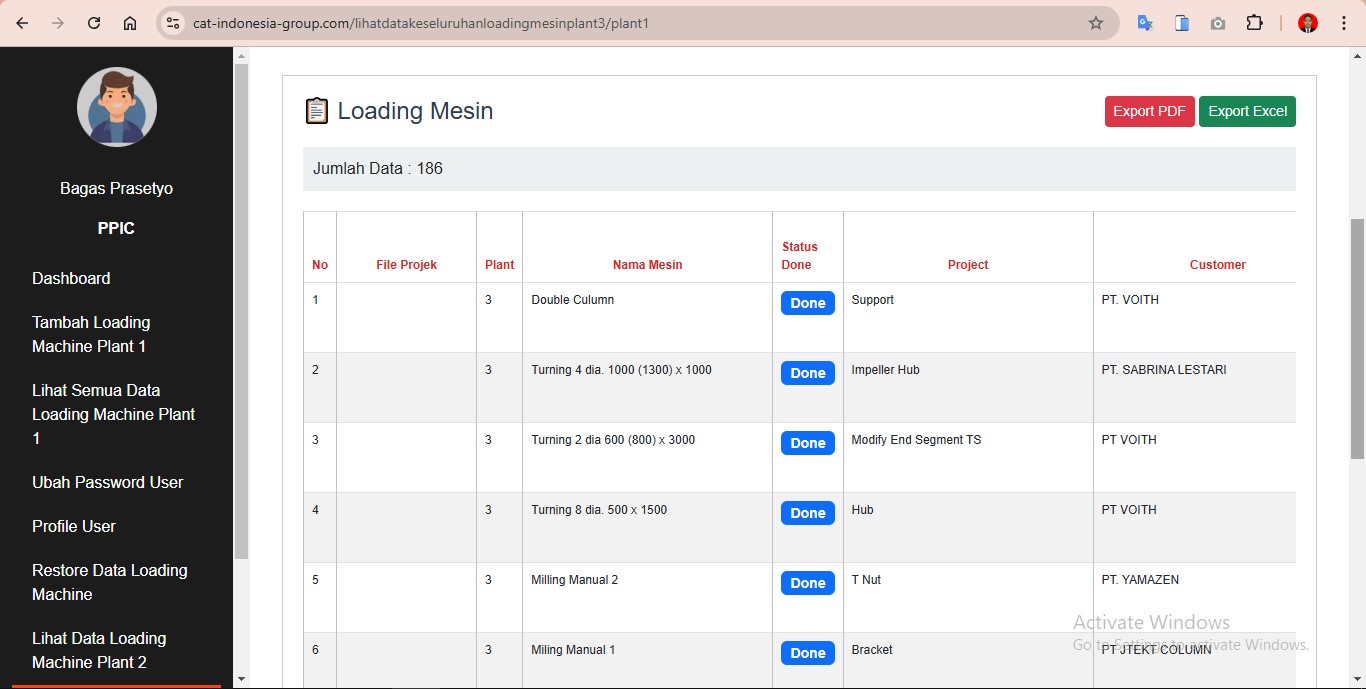 cat-indonesia-group.com/lihatdatakeseluruhanloadingmesinplant3/plant1
Bagas Prasetyo
PPIC
Dashboard
Tambah Loading
Machine Plant 1
Lihat Semua Data
Loading Machine Plant
1
Ubah Password User
Profile User
Restore Data Loading
Machine
Lihat Data Loading
Machine Plant 2
Loading Mesin
Export PDF Export Excel
Jumlah Data : 186
No File Projek Plant Nama Mesin Status Done Project Customer
1 3 Double Culumn Done Support PT. VOITH
2 3 Turning 4 dia. 1000 (1300) x 1000 Done Impeller Hub PT. SABRINA LESTARI
3 3 Turning 2 dia 600 (800) x 3000 Done Modify End Segment TS PT VOITH
4 3 Turning 8 dia. 500 x 1500 Done Hub PT VOITH
5 3 Milling Manual 2 Done T Nut PT. YAMAZEN
6 3 Miling Manual 1 Done Bracket PT JTEKT COLUMN
Activate Windows
Go to Settings to activate Windows.